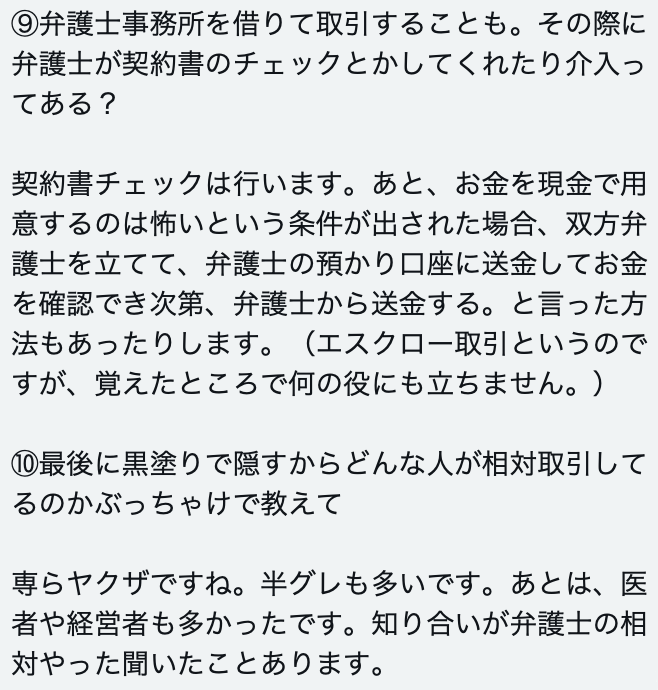 ⑨弁護士事務所を借りて取引することも。その際に
弁護士が契約書のチェックとかしてくれたり介入っ
てある？
契約書チェックは行います。あと、お金を現金で用
意するのは怖いという条件が出された場合、双方弁
護士を立てて、弁護士の預かり口座に送金してお金
を確認でき次第、弁護士から送金する。と言った方
法もあったりします。（エスクロー取引というので
すが、覚えたところで何の役にも立ちません。）
⑩最後に黒塗りで隠すからどんな人が相対取引して
るのかぶっちゃけで教えて
専らヤクザですね。半グレも多いです。あとは、医
者や経営者も多かったです。知り合いが弁護士の相
対やった聞いたことあります。